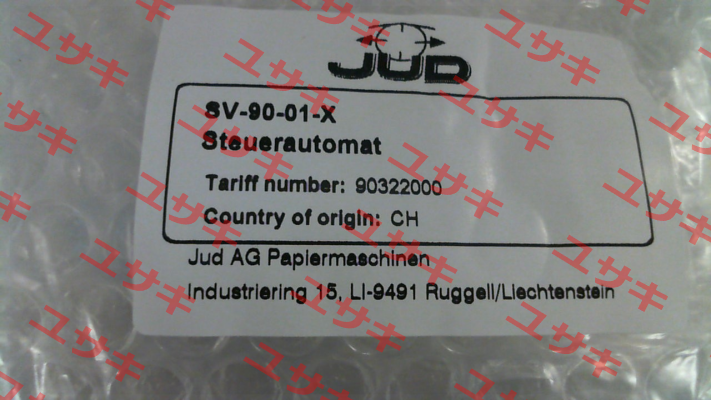 JUD
SV-90-01-X
Steuerautomat
Tariff number: 90322000
Country of origin: CH
Jud AG Papiermaschinen
Industriering 15, LI-9491 Ruggell/Liechtenstein
ユサキ